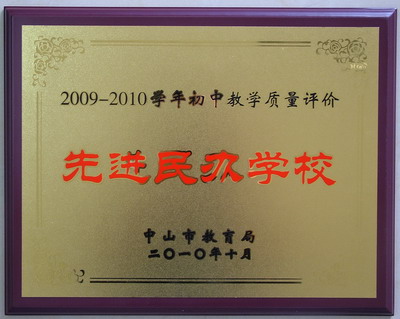 2009-2010学年初中教学质量评价
先进民办学校
中山市教育局
二〇一〇年十月